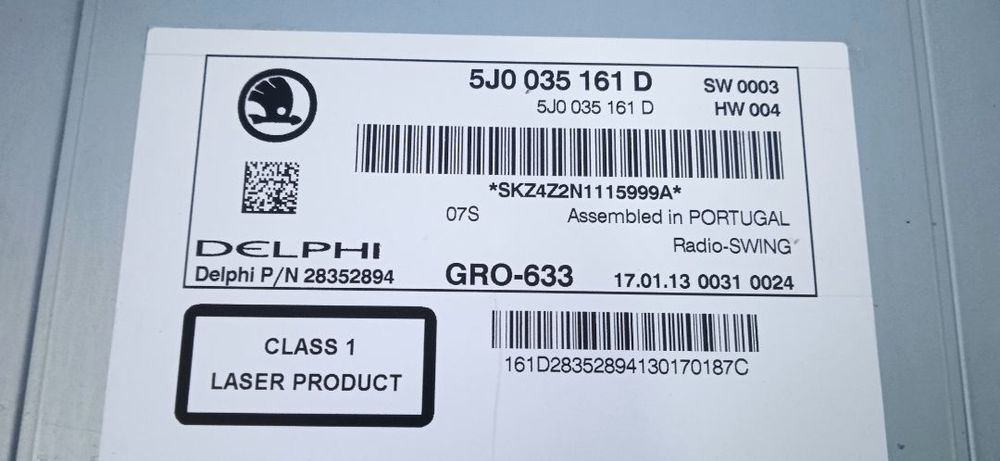 5J0 035 161 D SW 0003
5J0 035 161 D HW 004
*SKZ4Z2N1115999A*
07S Assembled in PORTUGAL
Radio-SWING
DELPHI
Delphi P/N 28352894 GRO-633 17.01.13 0031 0024
CLASS 1
LASER PRODUCT
161D28352894130170187C